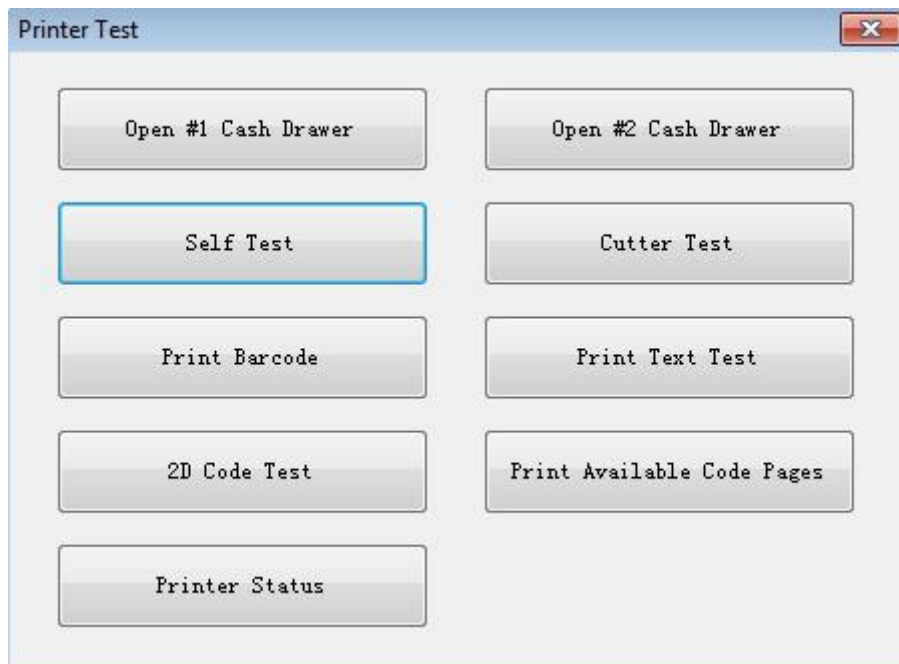 Printer Test
Open #1 Cash Drawer
Open #2 Cash Drawer
Self Test
Cutter Test
Print Barcode
Print Text Test
2D Code Test
Print Available Code Pages
Printer Status